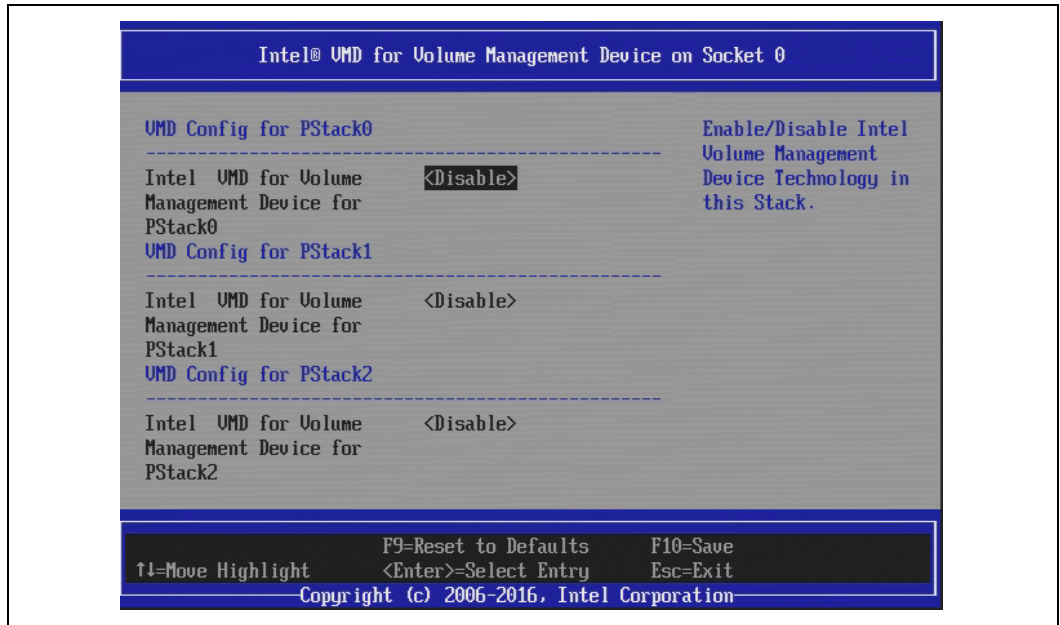 Intel® VMD for Volume Management Device on Socket 0
VMD Config for PStack0
-------------------------------------------------
Intel VMD for Volume <Disable>
Management Device for
PStack0
VMD Config for PStack1
-------------------------------------------------
Intel VMD for Volume <Disable>
Management Device for
PStack1
VMD Config for PStack2
-------------------------------------------------
Intel VMD for Volume <Disable>
Management Device for
PStack2
Enable/Disable Intel
Volume Management
Device Technology in
this Stack.
F9=Reset to Defaults F10=Save
↑↓=Move Highlight <Enter>=Select Entry Esc=Exit
Copyright (c) 2006-2016, Intel Corporation